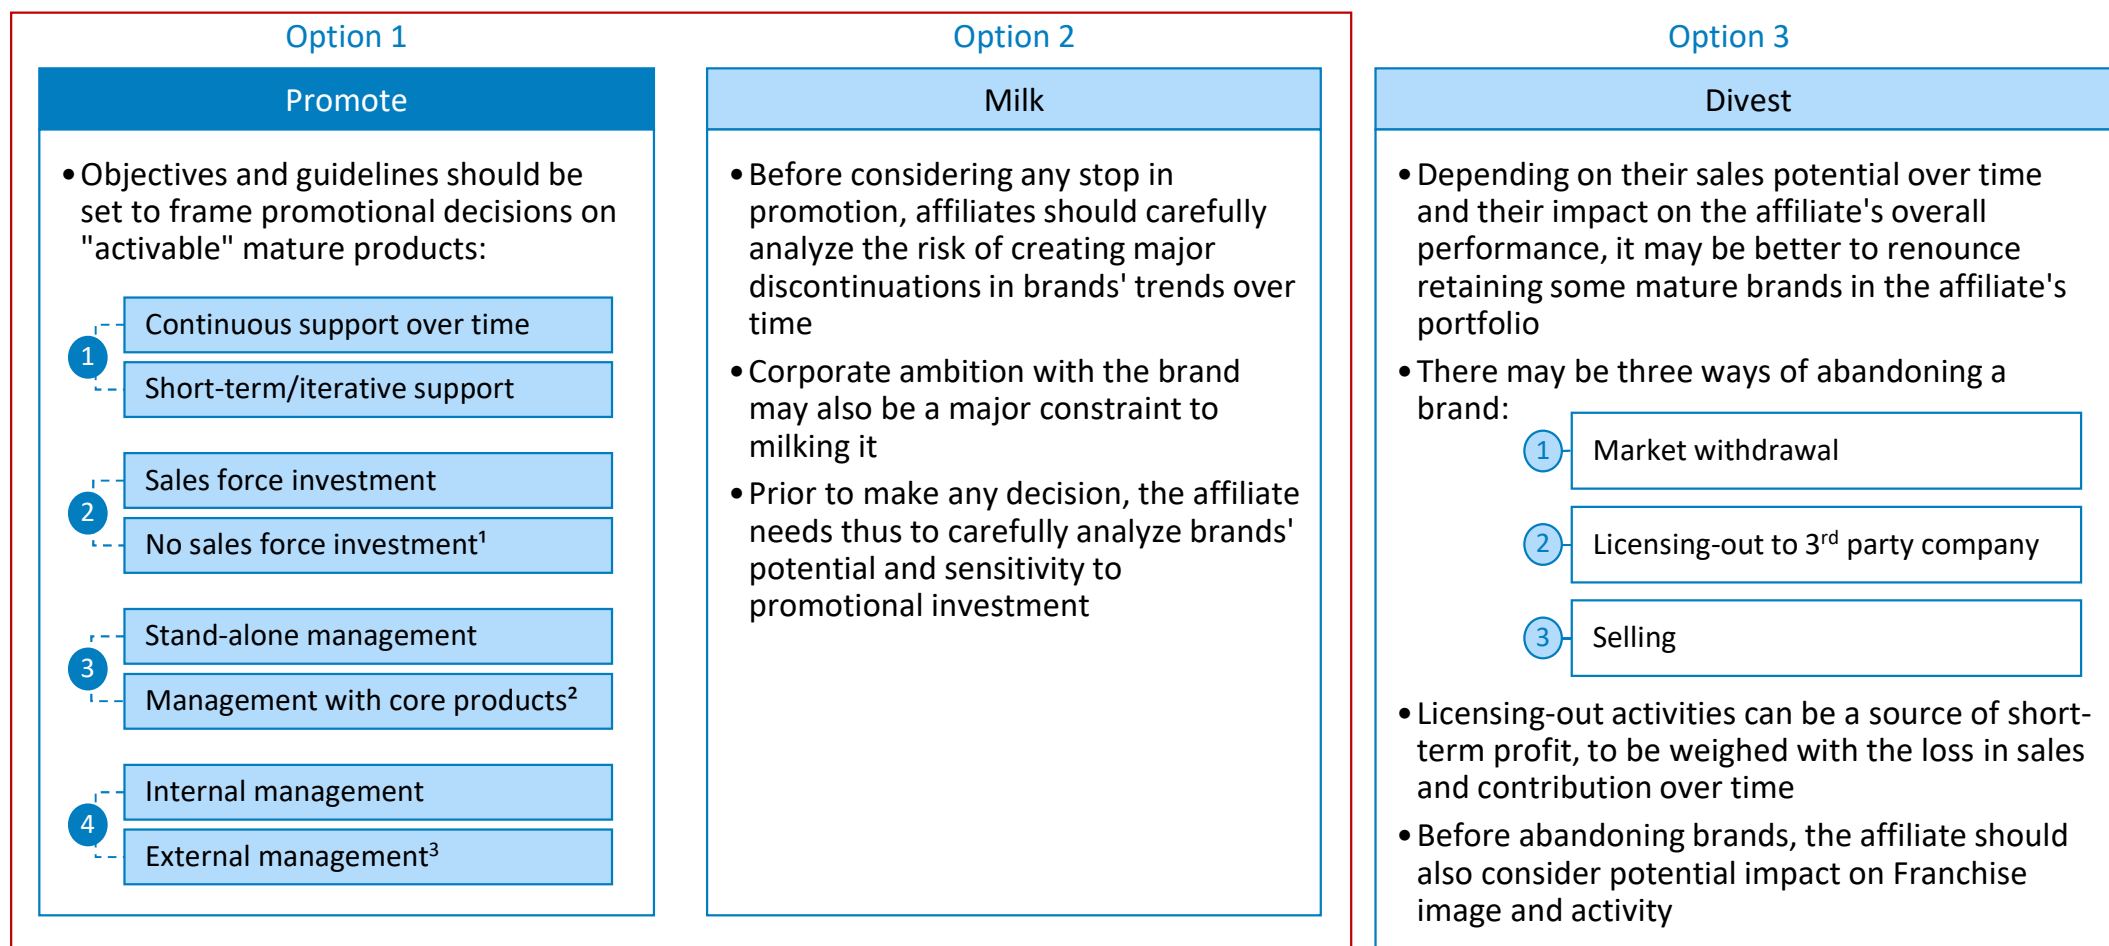 Option 1
Promote
•Objectives and guidelines should be
set to frame promotional decisions on
"activable" mature products:
1
Continuous support over time
Short-term/iterative support
2
Sales force investment
No sales force investment¹
3
Stand-alone management
Management with core products²
4
Internal management
External management³
Option 2
Milk
•Before considering any stop in
promotion, affiliates should carefully
analyze the risk of creating major
discontinuations in brands' trends over
time
•Corporate ambition with the brand
may also be a major constraint to
milking it
•Prior to make any decision, the affiliate
needs thus to carefully analyze brands'
potential and sensitivity to
promotional investment
Option 3
Divest
•Depending on their sales potential over time
and their impact on the affiliate's overall
performance, it may be better to renounce
retaining some mature brands in the affiliate's
portfolio
•There may be three ways of abandoning a
brand:
1 Market withdrawal
2 Licensing-out to 3rd party company
3 Selling
•Licensing-out activities can be a source of short-
term profit, to be weighed with the loss in sales
and contribution over time
•Before abandoning brands, the affiliate should
also consider potential impact on Franchise
image and activity